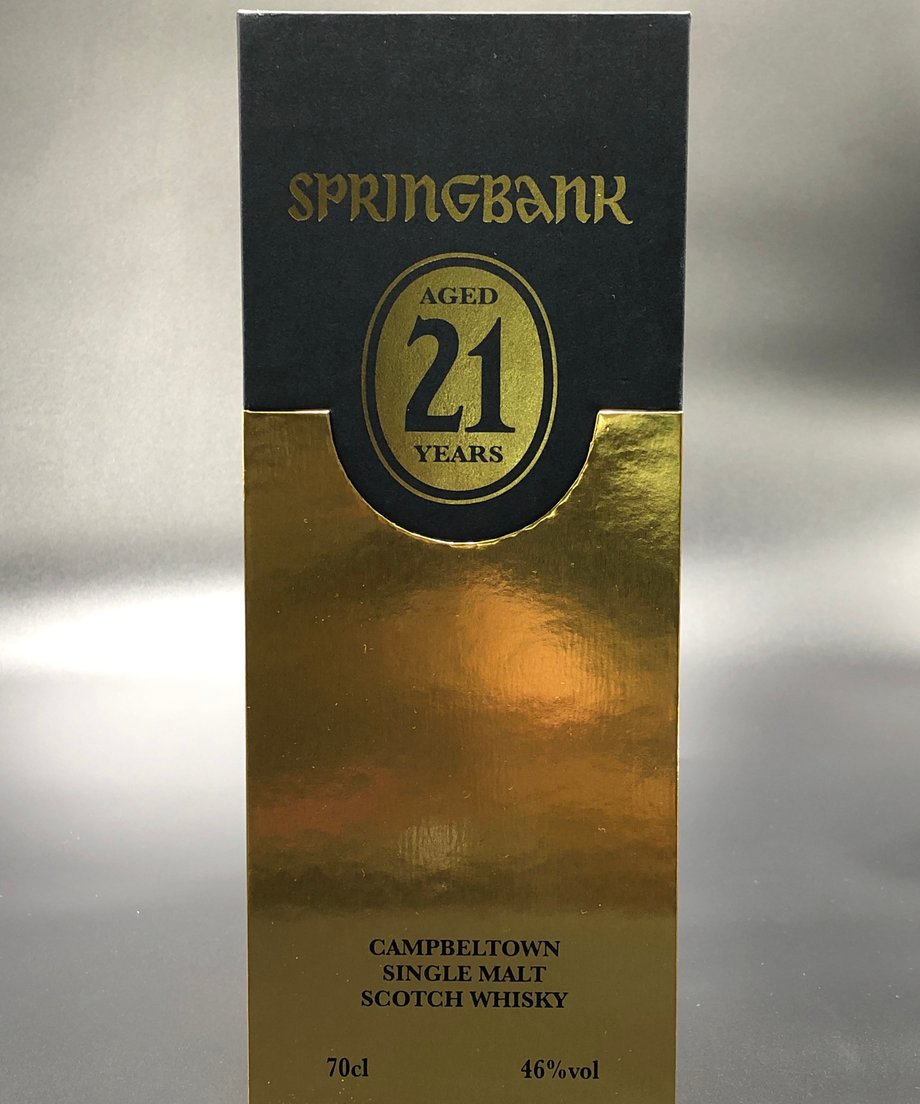 SPRINGBANK
AGED
21
YEARS
CAMPBELTOWN
SINGLE MALT
SCOTCH WHISKY
70cl 46%vol